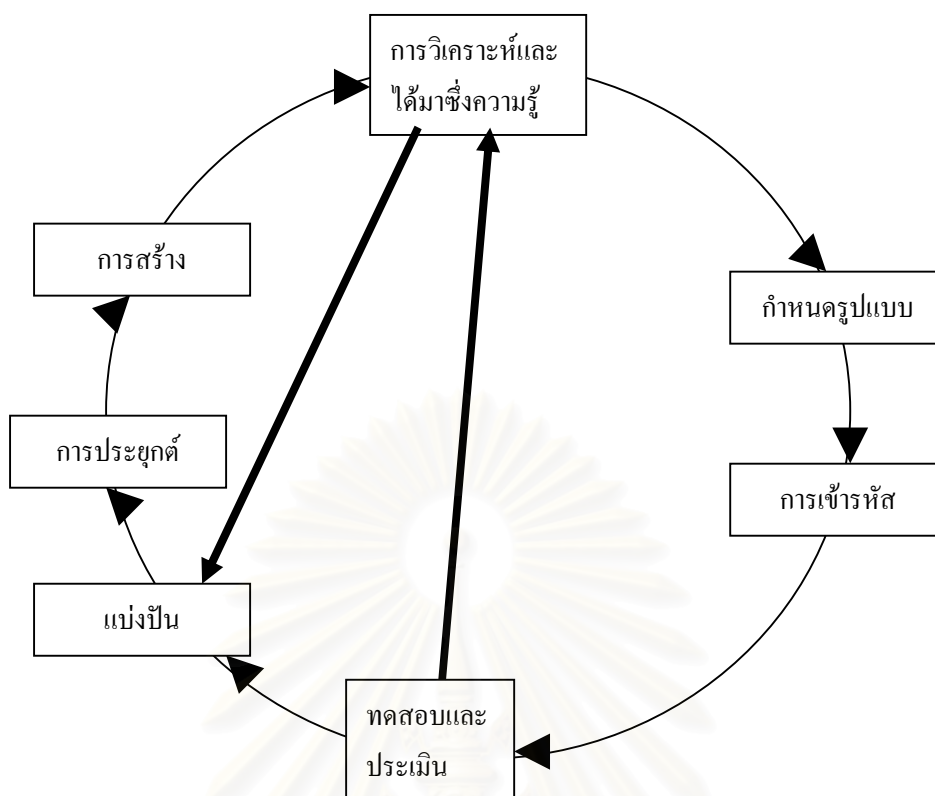 การวิเคราะห์และ
ได้มาซึ่งความรู้
การสร้าง
กำหนดรูปแบบ
การประยุกต์
การเข้ารหัส
แบ่งปัน
ทดสอบและ
ประเมิน